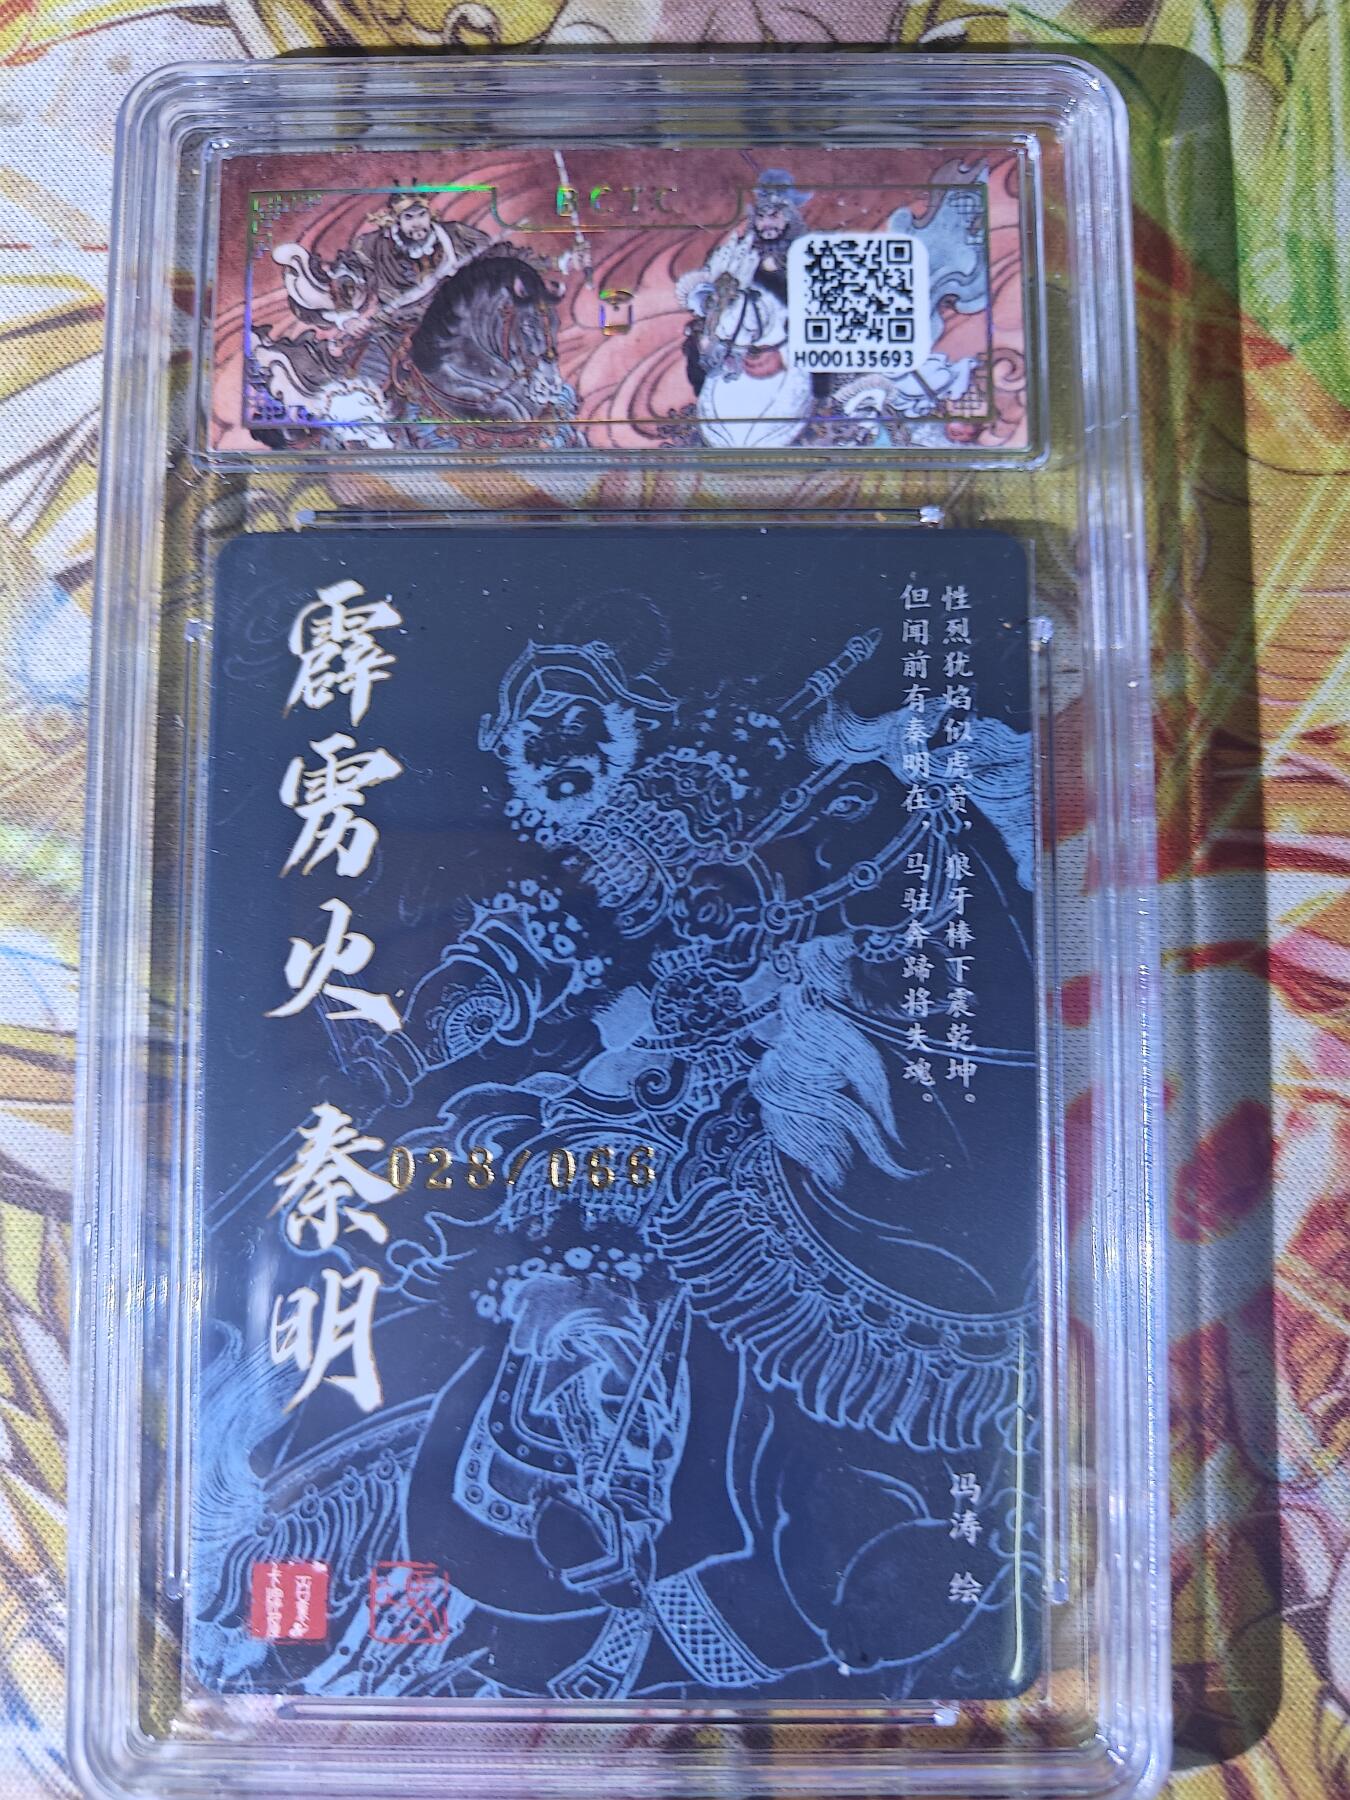 BCTC
H000135693
霹雳火 秦明
性烈犹焰似虎贲，狼牙棒下震乾坤。
但闻前有秦明在，马驻奔蹄将失魂。
028/066
冯涛 绘